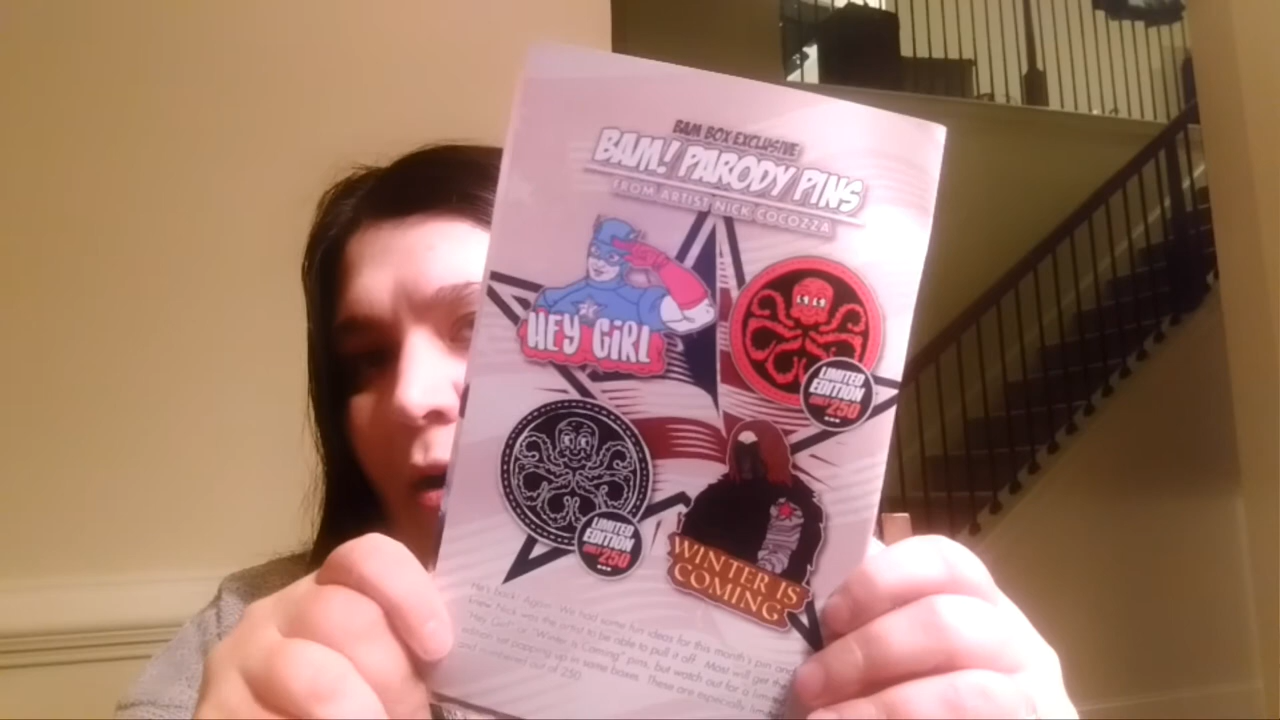 BAM BOX EXCLUSIVE
BAM! PARODY PINS
FROM ARTIST NICK COCOZZA
HEY GIRL
LIMITED
EDITION
ONLY 250
LIMITED
EDITION
ONLY 250
WINTER IS
COMING
He's back. Again. We had some fun ideas for this month's pin and
knew Nick was the artist to be able to pull it off. Most will get the
"Hey Girl" or "Winter is Coming" pins, but watch out for a
edition set popping up in some boxes. These are especially
and numbered out of 250.